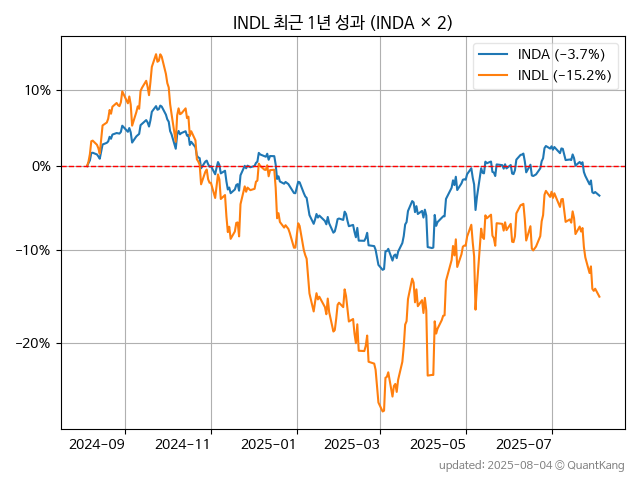 INDL 최근 1년 성과 (INDA × 2)
INDA (−3.7%)
INDL (−15.2%)
10%
0%
−10%
−20%
2024-09 2024-11 2025-01 2025-03 2025-05 2025-07
updated: 2025-08-04 © QuantKang